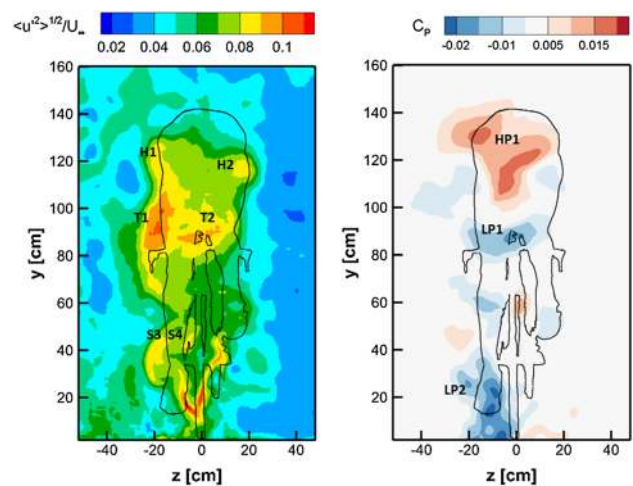 <u'²>¹/²/U∞
0.02 0.04 0.06 0.08 0.1
160
140
120
100
80
60
40
20
y [cm]
H1
H2
T1
T2
S3 S4
-40 -20 0 20 40
z [cm]
Cₚ
-0.02 -0.01 0.005 0.015
160
140
120
100
80
60
40
20
y [cm]
HP1
LP1
LP2
-40 -20 0 20 40
z [cm]